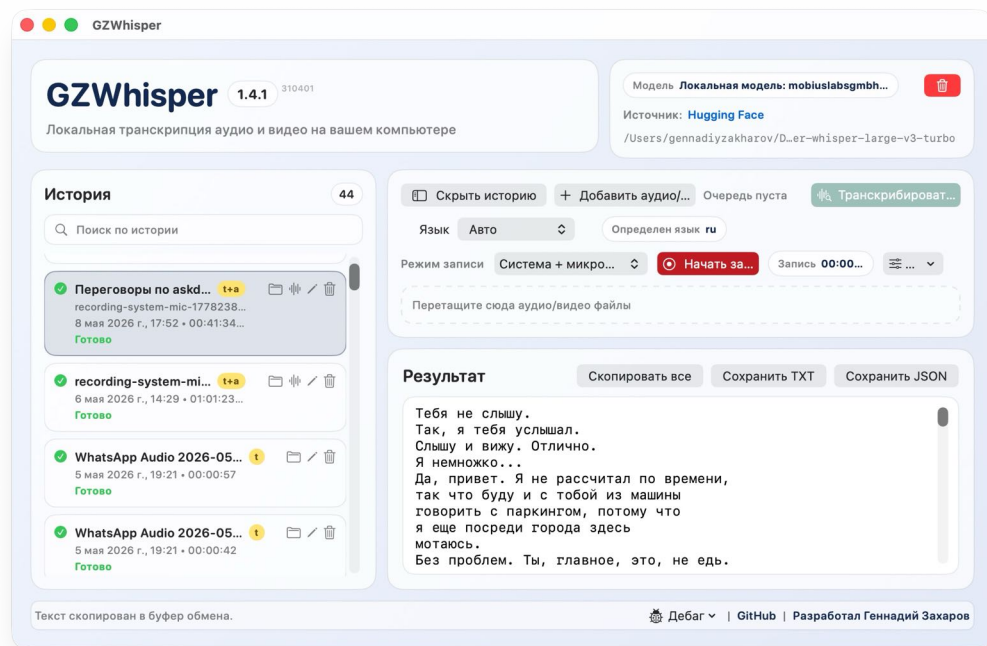 GZWhisper
GZWhisper 1.4.1 310401
Локальная транскрипция аудио и видео на вашем компьютере
Модель Локальная модель: mobiuslabsgmbh...
Источник: Hugging Face
/Users/gennadiyzakharov/D…er-whisper-large-v3-turbo
История 44
Поиск по истории
Переговоры по askd... t+a
recording-system-mic-1778238...
8 мая 2026 г., 17:52 • 00:41:34...
Готово
recording-system-mi... t+a
6 мая 2026 г., 14:29 • 01:01:23...
Готово
WhatsApp Audio 2026-05... t
5 мая 2026 г., 19:21 • 00:00:57
Готово
WhatsApp Audio 2026-05... t
5 мая 2026 г., 19:21 • 00:00:42
Готово
Скрыть историю + Добавить аудио/... Очередь пуста Транскрибироват...
Язык Авто Определен язык ru
Режим записи Система + микро... Начать за... Запись 00:00... ...
Перетащите сюда аудио/видео файлы
Результат Скопировать все Сохранить TXT Сохранить JSON
Тебя не слышу.
Так, я тебя услышал.
Слышу и вижу. Отлично.
Я немножко...
Да, привет. Я не рассчитал по времени,
так что буду и с тобой из машины
говорить с паркингом, потому что
я еще посреди города здесь
мотаюсь.
Без проблем. Ты, главное, это, не едь.
Текст скопирован в буфер обмена.
Дебаг | GitHub | Разработал Геннадий Захаров